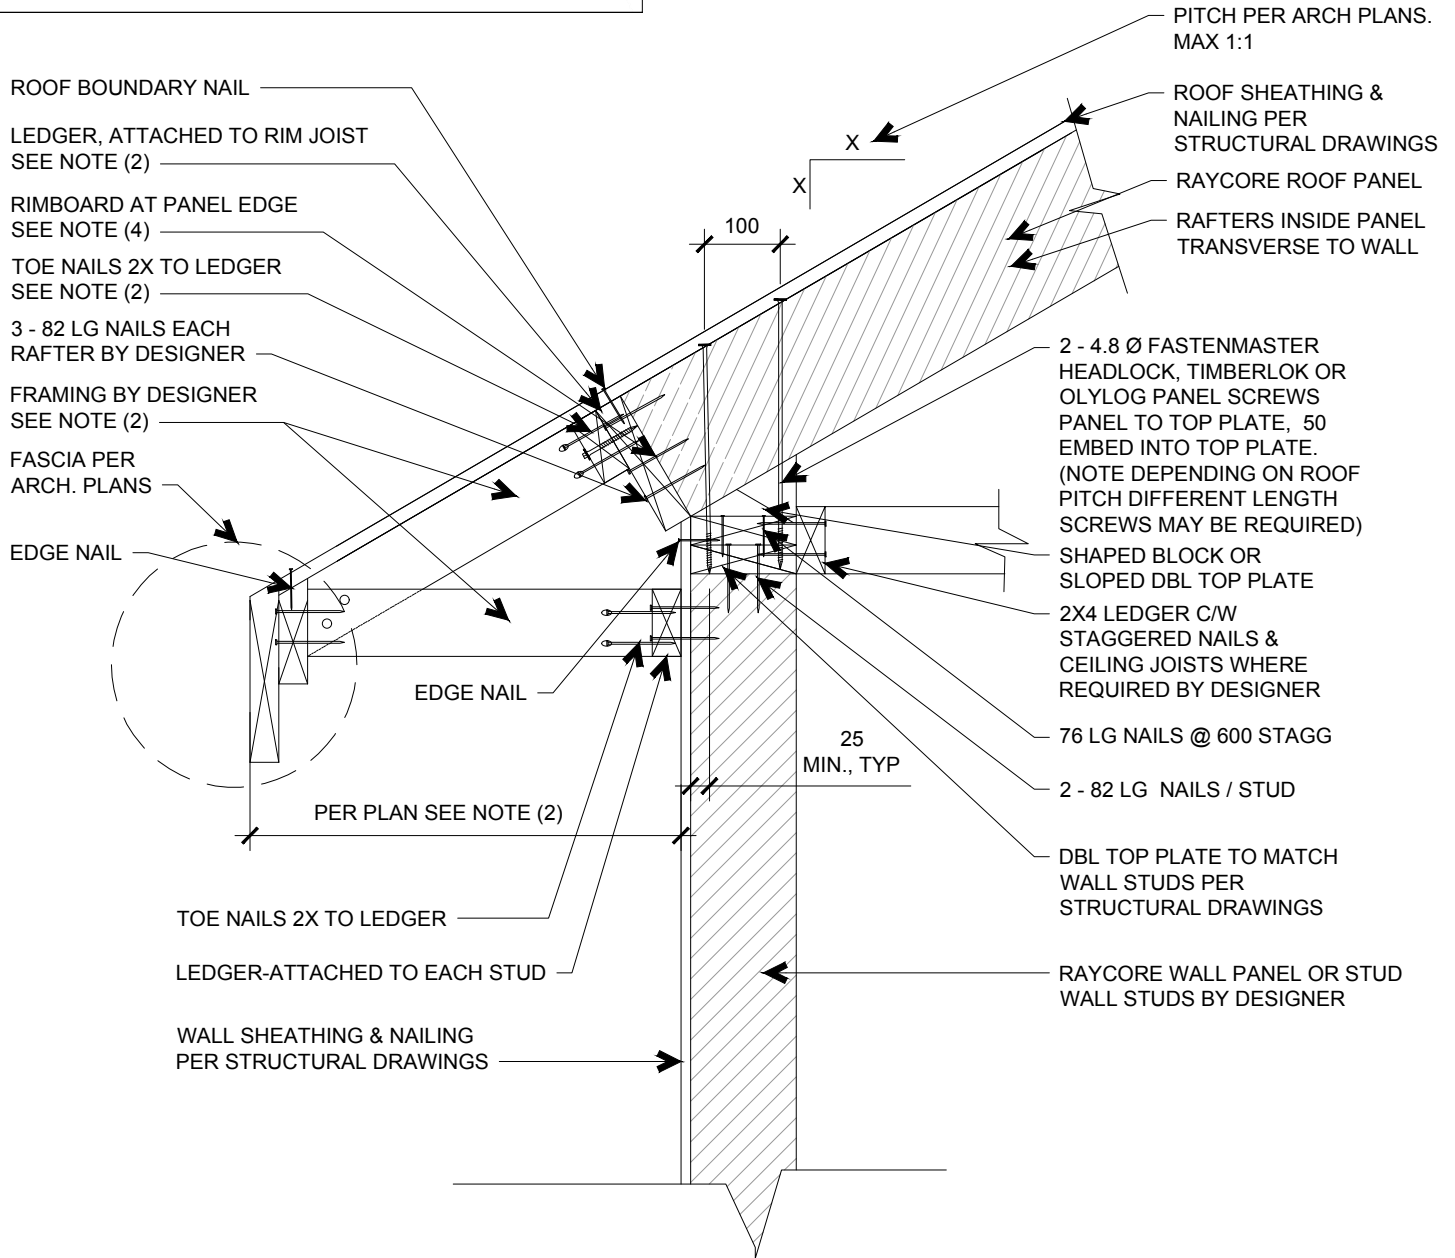 PITCH PER ARCH PLANS.
MAX 1:1
ROOF BOUNDARY NAIL
LEDGER, ATTACHED TO RIM JOIST
SEE NOTE (2)
RIMBOARD AT PANEL EDGE
SEE NOTE (4)
TOE NAILS 2X TO LEDGER
SEE NOTE (2)
3 - 82 LG NAILS EACH
RAFTER BY DESIGNER
FRAMING BY DESIGNER
SEE NOTE (2)
FASCIA PER
ARCH. PLANS
EDGE NAIL
X
X
100
ROOF SHEATHING &
NAILING PER
STRUCTURAL DRAWINGS
RAYCORE ROOF PANEL
RAFTERS INSIDE PANEL
TRANSVERSE TO WALL
2 - 4.8 Ø FASTENMASTER
HEADLOCK, TIMBERLOK OR
OLYLOG PANEL SCREWS
PANEL TO TOP PLATE, 50
EMBED INTO TOP PLATE.
(NOTE DEPENDING ON ROOF
PITCH DIFFERENT LENGTH
SCREWS MAY BE REQUIRED)
SHAPED BLOCK OR
SLOPED DBL TOP PLATE
2X4 LEDGER C/W
STAGGERED NAILS &
CEILING JOISTS WHERE
REQUIRED BY DESIGNER
EDGE NAIL
76 LG NAILS @ 600 STAGG
25
MIN., TYP
2 - 82 LG NAILS / STUD
PER PLAN SEE NOTE (2)
DBL TOP PLATE TO MATCH
WALL STUDS PER
STRUCTURAL DRAWINGS
TOE NAILS 2X TO LEDGER
LEDGER-ATTACHED TO EACH STUD
RAYCORE WALL PANEL OR STUD
WALL STUDS BY DESIGNER
WALL SHEATHING & NAILING
PER STRUCTURAL DRAWINGS